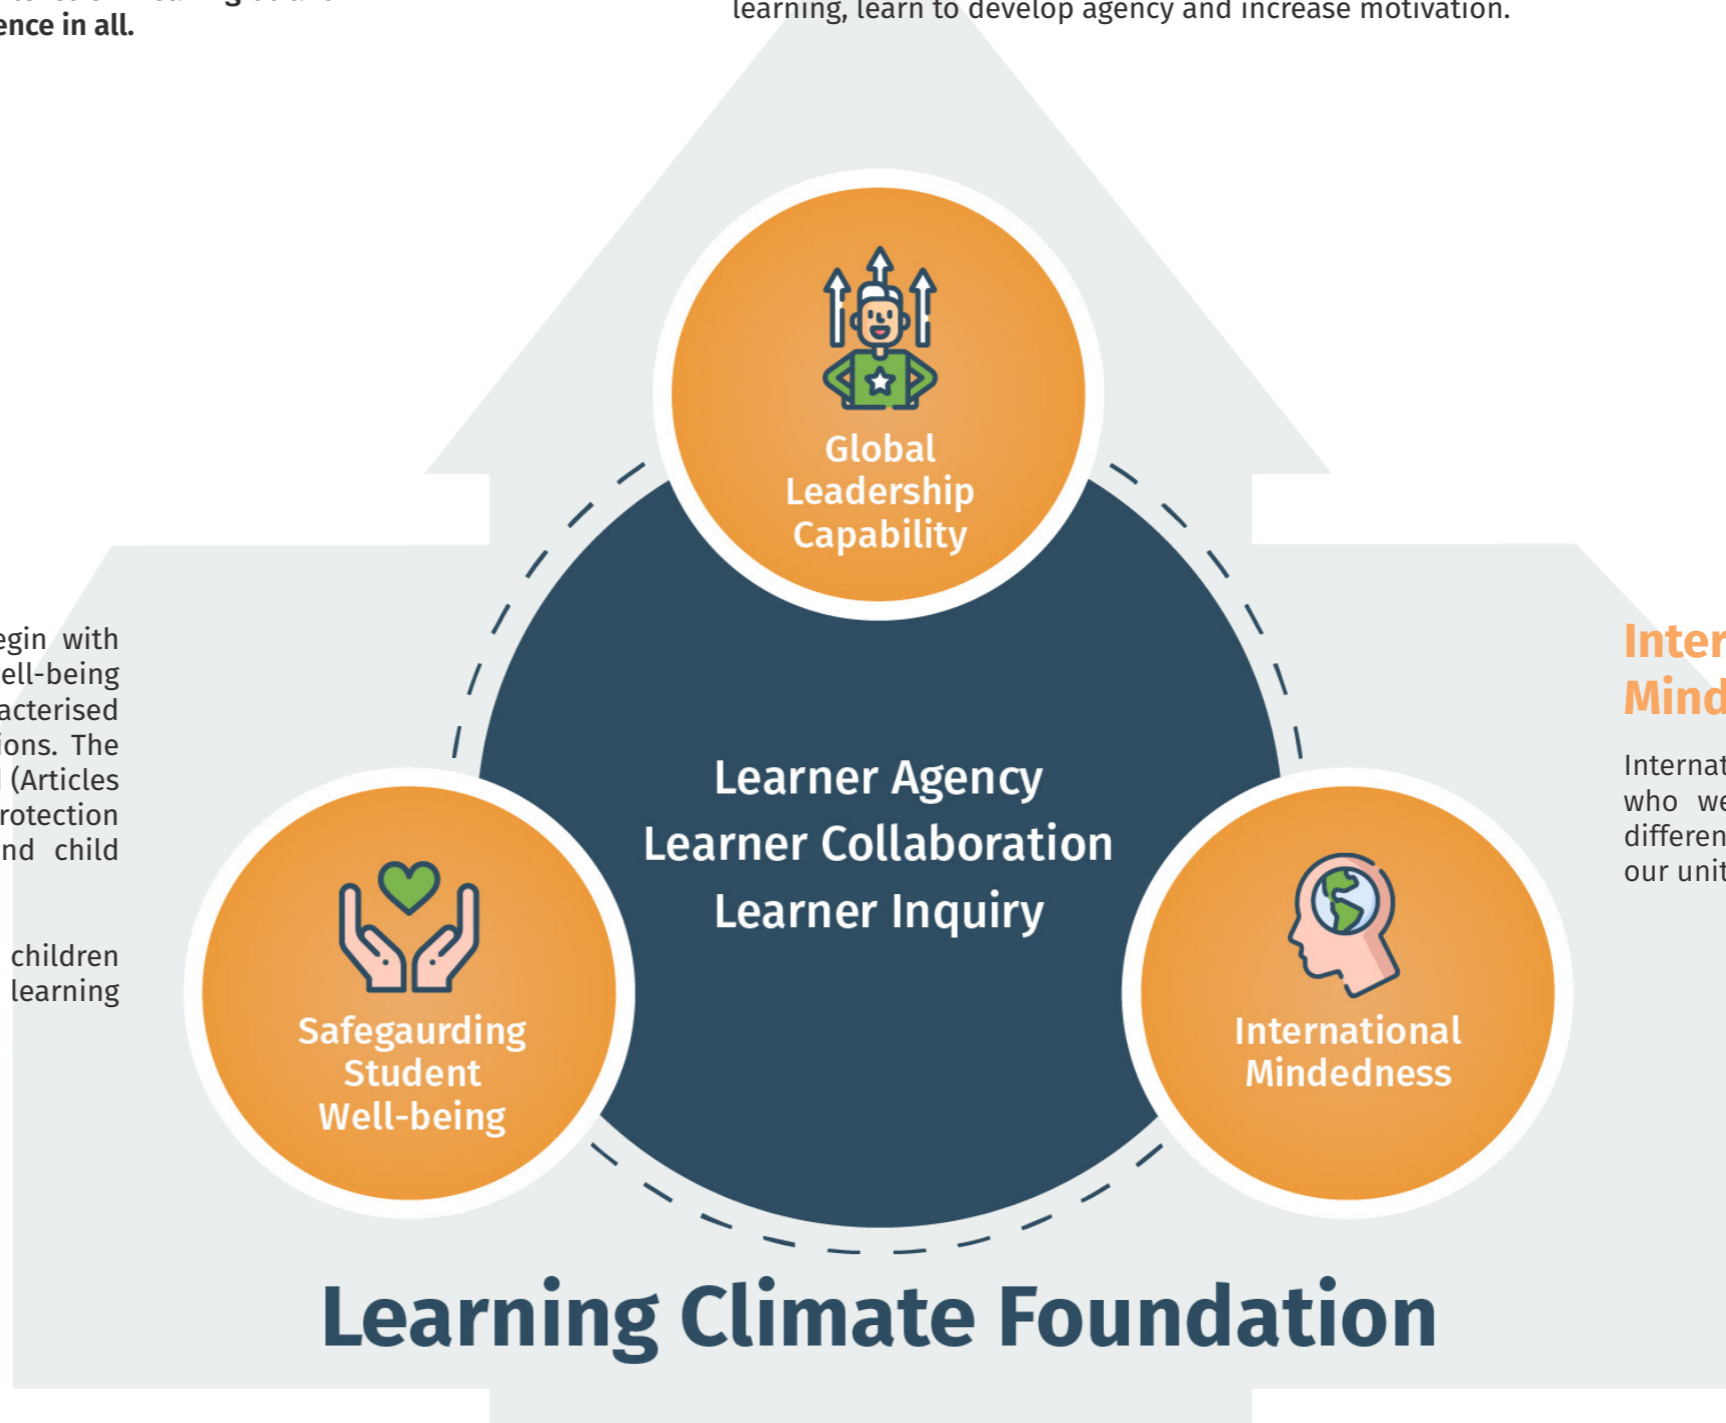 ence in all.
learning, learn to develop agency and increase motivation.
Global
Leadership
Capability
egin with
ell-being
acterised
ions. The
(Articles
rotection
nd child
children
learning
Learner Agency
Learner Collaboration
Learner Inquiry
Safegaurding
Student
Well-being
International
Mindedness
Inter
Mind
Internat
who we
differen
our unit
Learning Climate Foundation